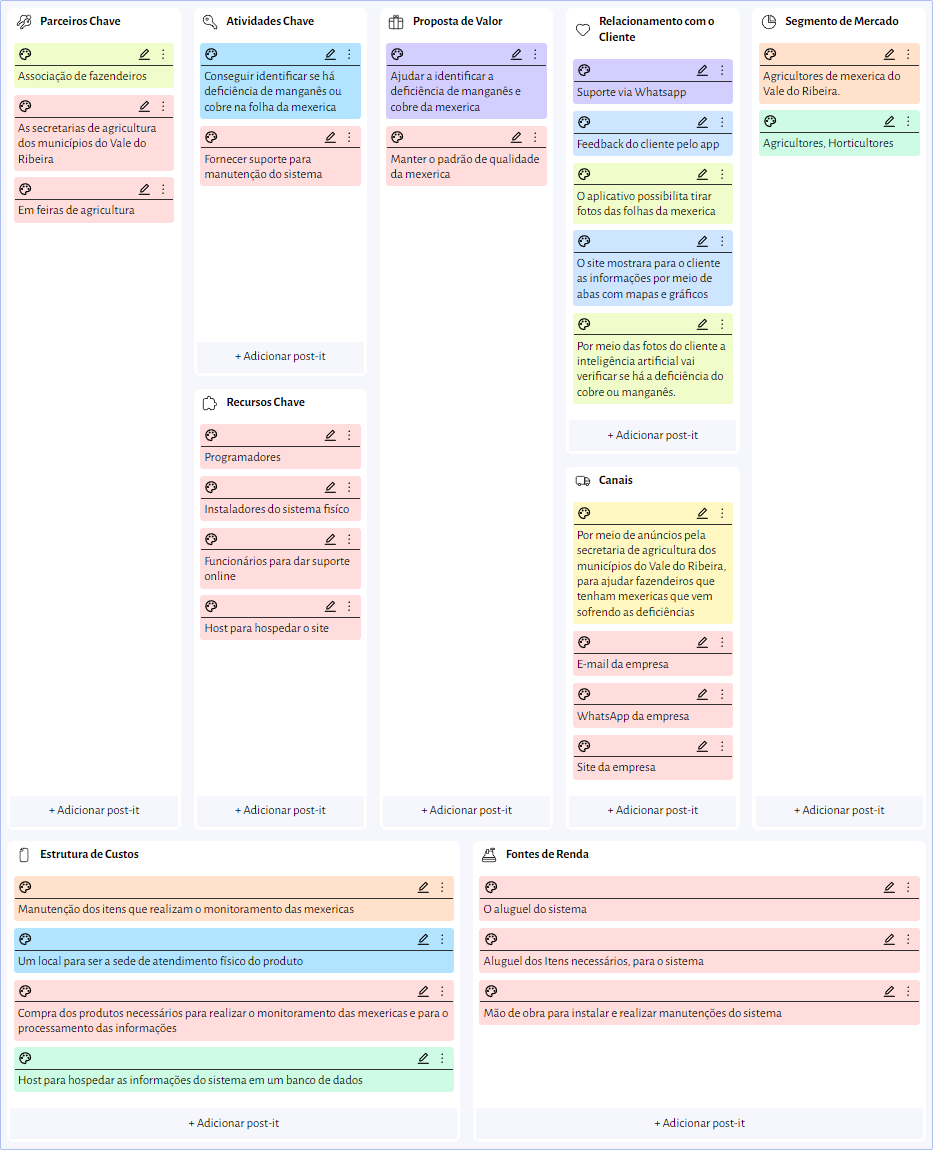 Parceiros Chave
Associação de fazendeiros
As secretarias de agricultura
dos municípios do Vale do
Ribeira
Em feiras de agricultura
+ Adicionar post-it
Atividades Chave
Conseguir identificar se há
deficiência de manganês ou
cobre na folha da mexerica
Fornecer suporte para
manutenção do sistema
+ Adicionar post-it
Recursos Chave
Programadores
Instaladores do sistema fisíco
Funcionários para dar suporte
online
Host para hospedar o site
+ Adicionar post-it
Proposta de Valor
Ajudar a identificar a
deficiência de manganês e
cobre da mexerica
Manter o padrão de qualidade
da mexerica
+ Adicionar post-it
Relacionamento com o
Cliente
Suporte via Whatsapp
Feedback do cliente pelo app
O aplicativo possibilita tirar
fotos das folhas da mexerica
O site mostrara para o cliente
as informações por meio de
abas com mapas e gráficos
Por meio das fotos do cliente a
inteligência artificial vai
verificar se há a deficiência do
cobre ou manganês.
+ Adicionar post-it
Canais
Por meio de anúncios pela
secretaria de agricultura dos
municípios do Vale do Ribeira,
para ajudar fazendeiros que
tenham mexericas que vem
sofrendo as deficiências
E-mail da empresa
WhatsApp da empresa
Site da empresa
+ Adicionar post-it
Segmento de Mercado
Agricultores de mexerica do
Vale do Ribeira.
Agricultores, Horticultores
+ Adicionar post-it
Estrutura de Custos
Manutenção dos itens que realizam o monitoramento das mexericas
Um local para ser a sede de atendimento físico do produto
Compra dos produtos necessários para realizar o monitoramento das mexericas e para o
processamento das informações
Host para hospedar as informações do sistema em um banco de dados
+ Adicionar post-it
Fontes de Renda
O aluguel do sistema
Aluguel dos Itens necessários, para o sistema
Mão de obra para instalar e realizar manutenções do sistema
+ Adicionar post-it